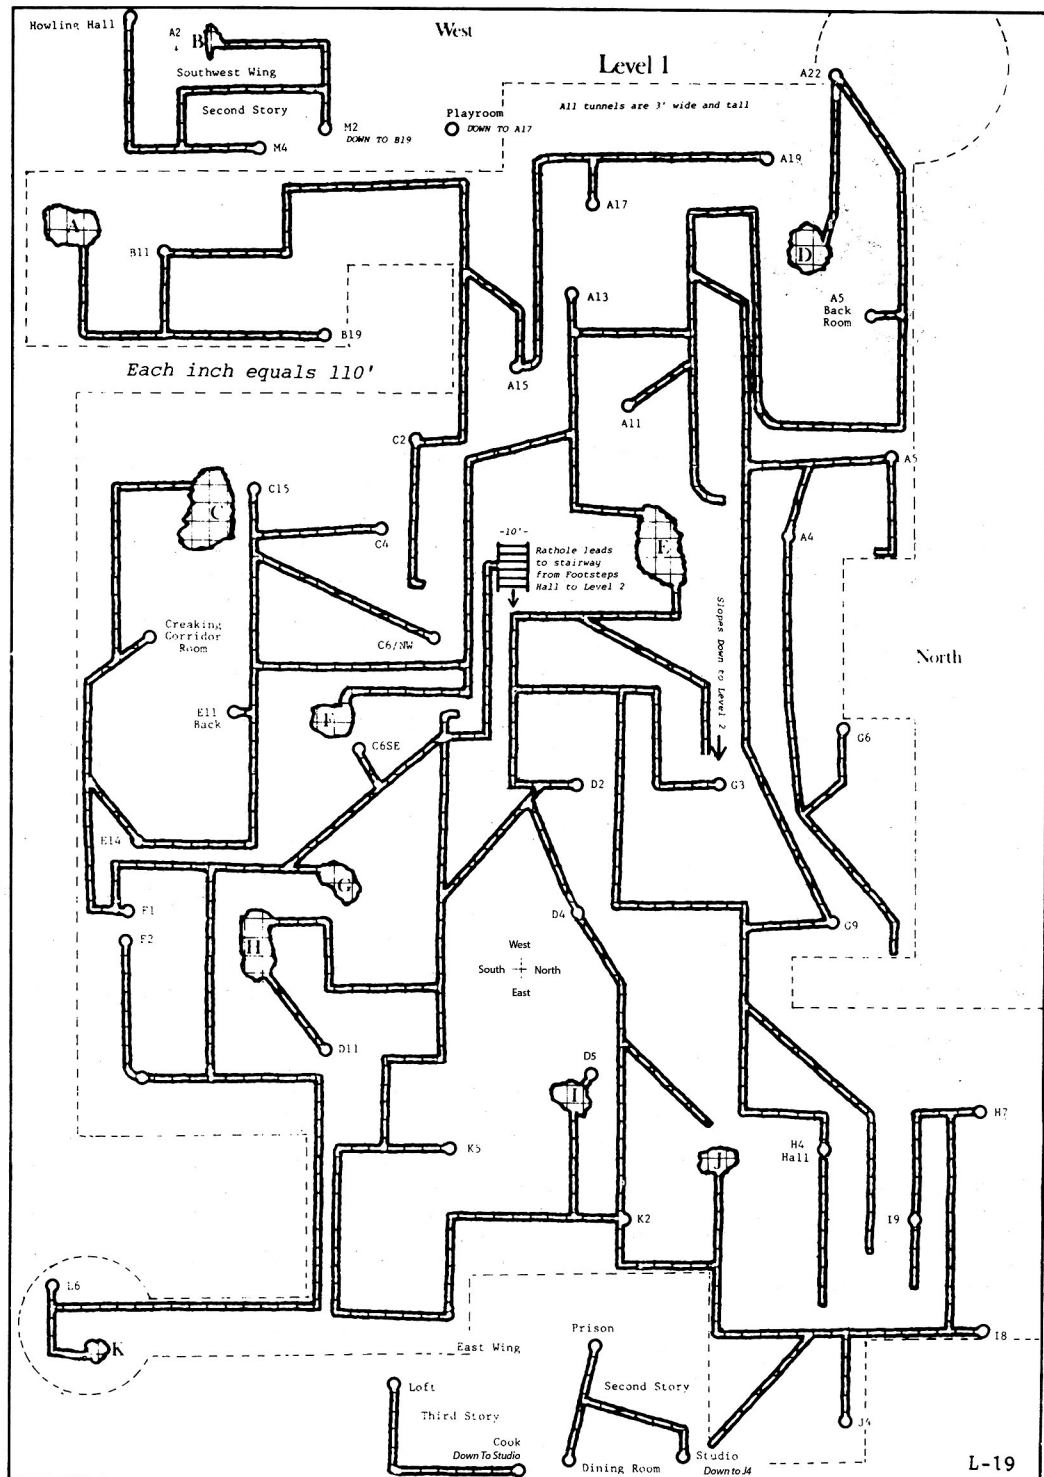 Howling Hall
A2
B
West
Southwest Wing
Level 1
A22
Second Story
All tunnels are 3' wide and tall
Playroom
M2
DOWN TO B19
DOWN TO A17
M4
A19
A17
A
B11
D
A13
A5
Back
Room
B19
Each inch equals 110'
A15
A11
C2
A5
C15
C
C4
-10'-
Rathole leads
to stairway
from Footsteps
Hall to Level 2
E
A4
Slopes Down to Level 2
Creaking
Corridor
Room
C6/NW
North
E11
Back
F
C6SE
G6
D2
G3
E14
G
F1
D4
G9
F2
H
West
South North
East
D11
D5
I
H7
K5
J
H4
Hall
K2
I9
L6
K
Prison
I8
East Wing
Loft
Second Story
Third Story
J4
Cook
Down To Studio
Studio
Dining Room
Down to J4
L-19